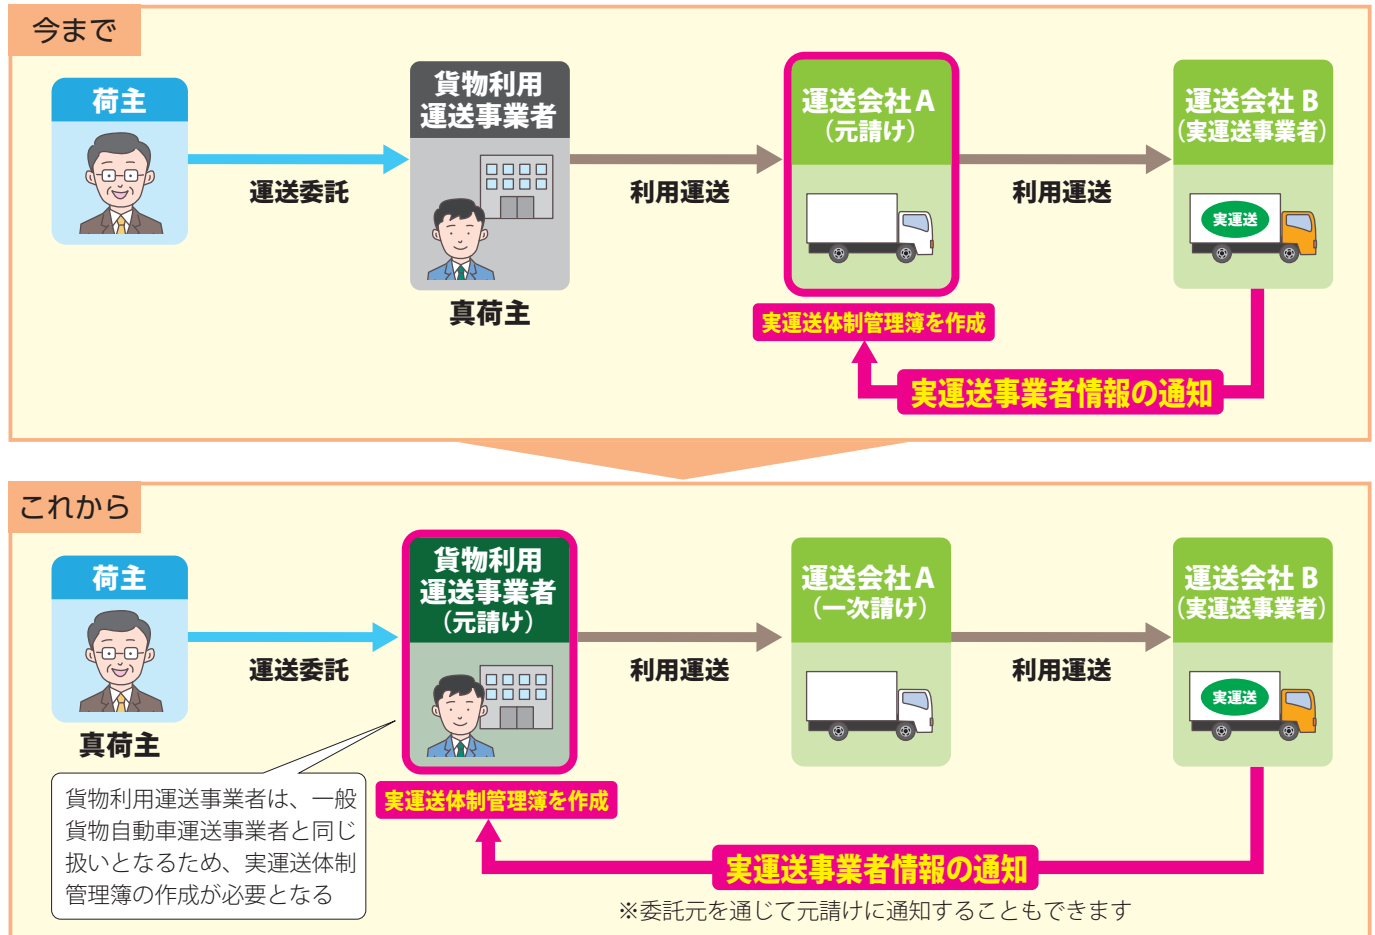 今まで
荷主
貨物利用
運送事業者
運送会社 A
（元請け）
運送会社 B
（実運送事業者）
実運送
運送委託
利用運送
利用運送
真荷主
実運送体制管理簿を作成
実運送事業者情報の通知
これから
荷主
貨物利用
運送事業者
（元請け）
運送会社 A
（一次請け）
運送会社 B
（実運送事業者）
実運送
運送委託
利用運送
利用運送
真荷主
貨物利用運送事業者は、一般
貨物自動車運送事業者と同じ
扱いとなるため、実運送体制
管理簿の作成が必要となる
実運送体制管理簿を作成
実運送事業者情報の通知
※委託元を通じて元請けに通知することもできます